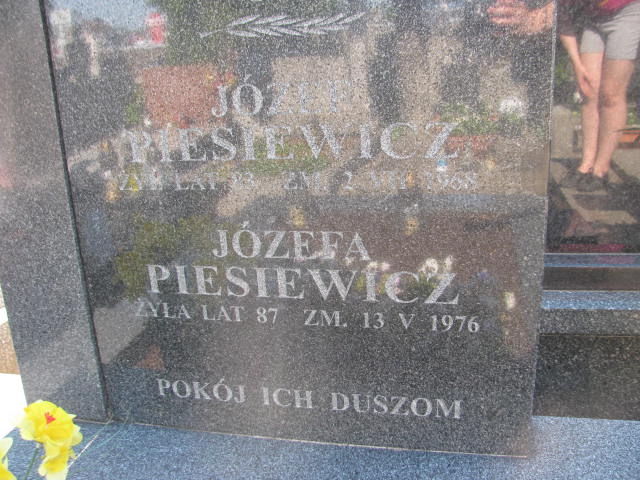 JÓZEF
PIESIEWICZ
ŻYŁ LAT ZM. 2 1968
JÓZEFA
PIESIEWICZ
ŻYŁA LAT 87 ZM. 13 V 1976
POKÓJ ICH DUSZOM